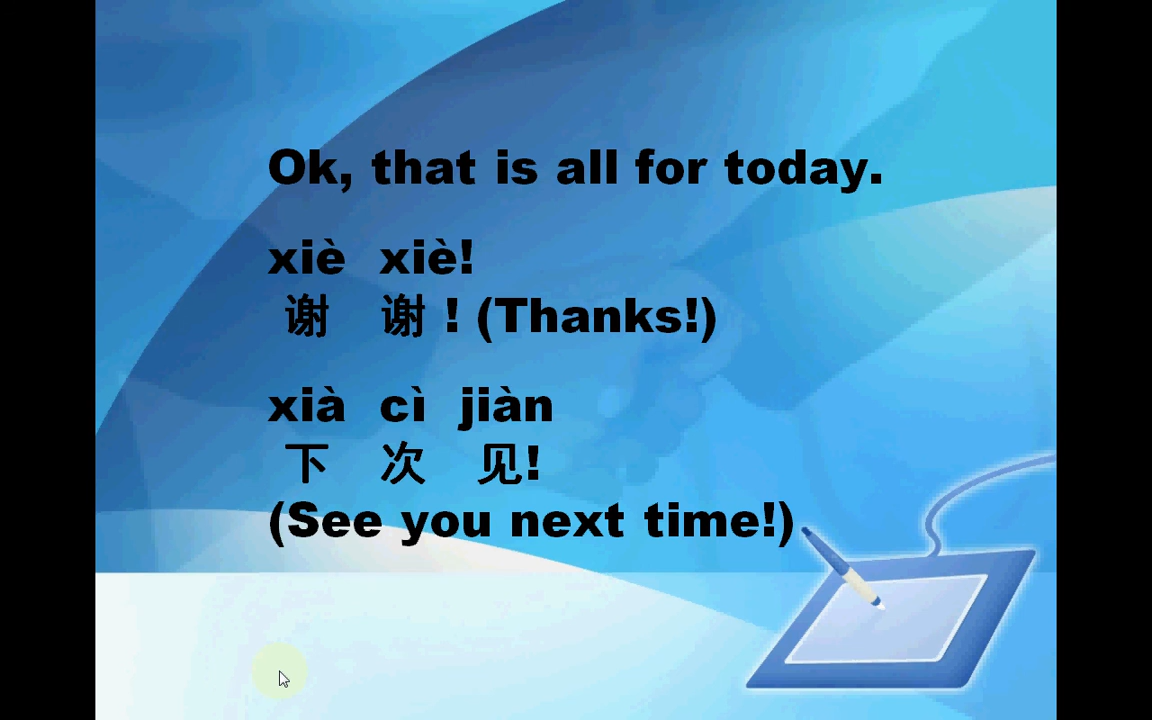 Ok, that is all for today.
xiè xiè!
谢 谢 ! (Thanks!)
xià cì jiàn
下 次 见!
(See you next time!)